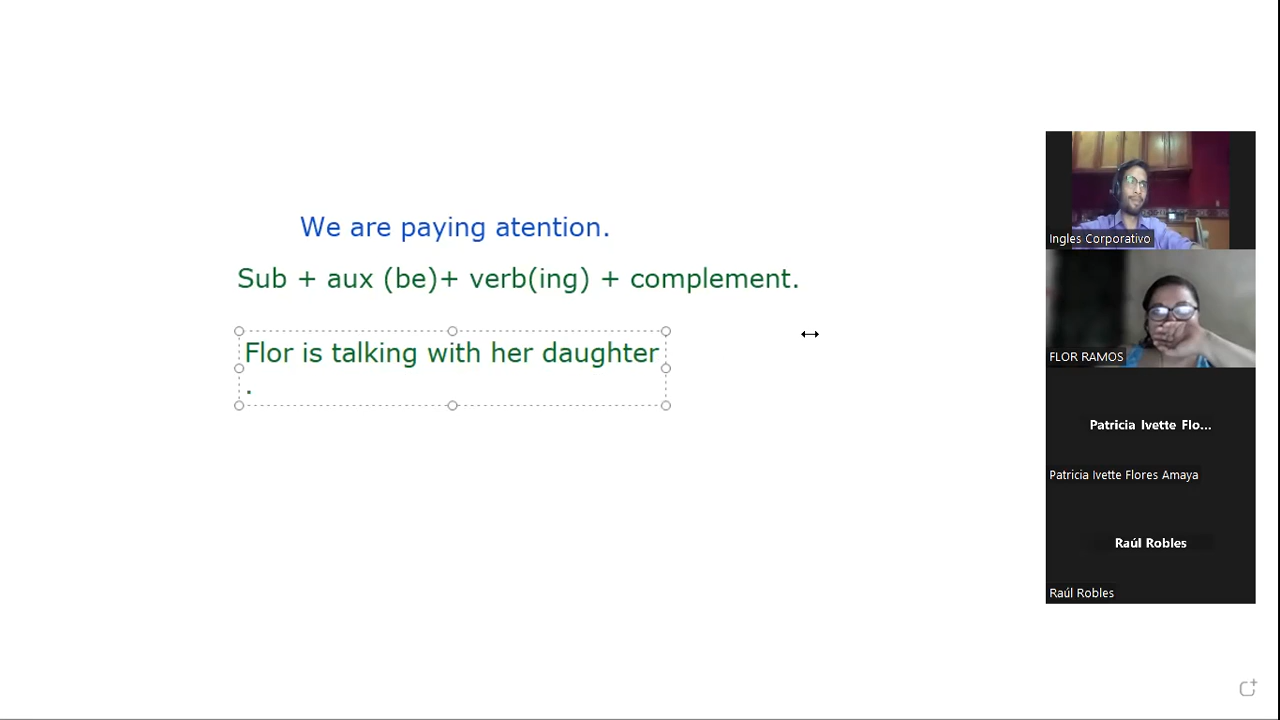 We are paying atention.
Sub + aux (be)+ verb(ing) + complement.
Flor is talking with her daughter
.
Ingles Corporativo
FLOR RAMOS
Patricia Ivette Flo...
Patricia Ivette Flores Amaya
Raúl Robles
Raúl Robles